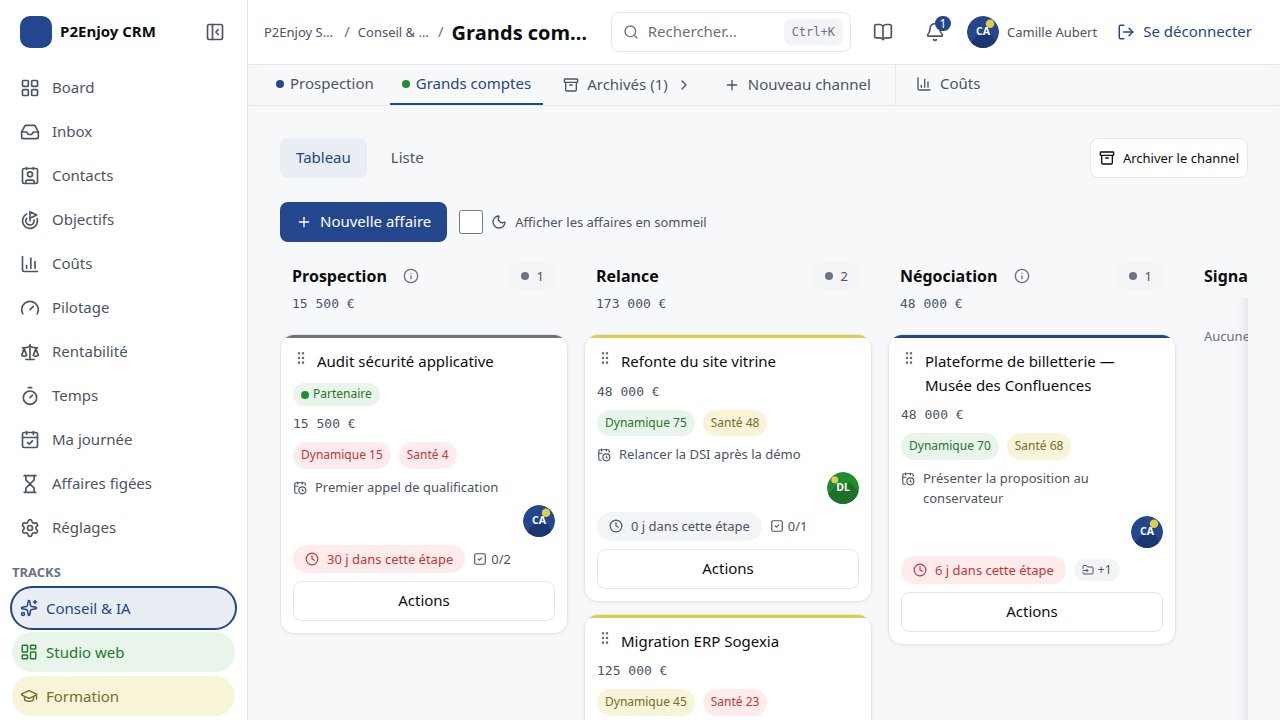 P2Enjoy CRM
Board
Inbox
Contacts
Objectifs
Coûts
Pilotage
Rentabilité
Temps
Ma journée
Affaires figées
Réglages
TRACKS
Conseil & IA
Studio web
Formation
P2Enjoy S... / Conseil & ... / Grands com...
Rechercher... Ctrl+K
1
CA Camille Aubert
Se déconnecter
Prospection
Grands comptes
Archivés (1)
Nouveau channel
Coûts
Tableau
Liste
Archiver le channel
Nouvelle affaire
Afficher les affaires en sommeil
Prospection 1
15 500 €
Audit sécurité applicative
Partenaire
15 500 €
Dynamique 15 Santé 4
Premier appel de qualification
CA
30 j dans cette étape 0/2
Actions
Relance 2
173 000 €
Refonte du site vitrine
48 000 €
Dynamique 75 Santé 48
Relancer la DSI après la démo
DL
0 j dans cette étape 0/1
Actions
Migration ERP Sogexia
125 000 €
Dynamique 45 Santé 23
Négociation 1
48 000 €
Plateforme de billetterie —
Musée des Confluences
48 000 €
Dynamique 70 Santé 68
Présenter la proposition au
conservateur
CA
6 j dans cette étape +1
Actions
Signa
Aucune